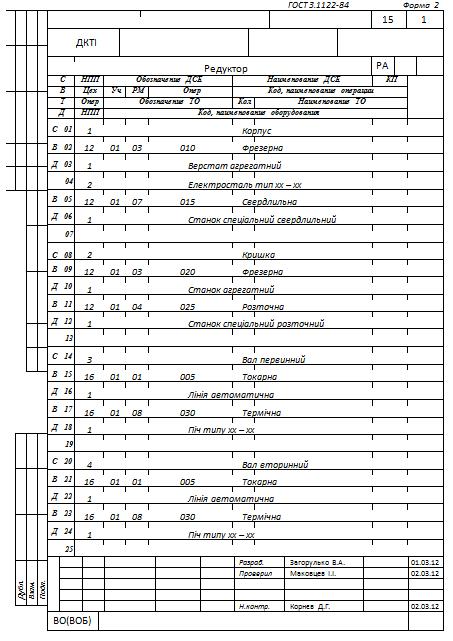 ГОСТ 3.1122-84 Форма 2
15 1
ДКТІ
Редуктор РА
С НПП Обозначение ДСЕ Наименование ДСЕ КП
В Цех Уч РМ Опер Код, наименование операции
Т Опер Обозначение ТО Кол Наименование ТО
Д НПП Код, наименование оборудования
С 01 1 Корпус
В 02 12 01 03 010 Фрезерна
Д 03 1 Верстат агрегатний
04 2 Електросталь тип хх – хх
В 05 12 01 07 015 Свердлильна
Д 06 1 Станок спеціальний свердлильний
07
С 08 2 Кришка
В 09 12 01 03 020 Фрезерна
Д 10 1 Станок агрегатний
В 11 12 01 04 025 Розточна
Д 12 1 Станок спеціальний розточний
13
С 14 3 Вал первинний
В 15 16 01 01 005 Токарна
Д 16 1 Лінія автоматична
В 17 16 01 08 030 Термічна
Д 18 1 Піч типу хх – хх
19
С 20 4 Вал вторинний
В 21 16 01 01 005 Токарна
Д 22 1 Лінія автоматична
В 23 16 01 08 030 Термічна
Д 24 1 Піч типу хх – хх
25
Дубл.
Взам.
Подп.
Разраб. Загорулько В.А. 01.03.12
Проверил Маковцев І.І. 02.03.12
Н.контр. Корнев Д.Г. 02.03.12
ВО(ВОБ)